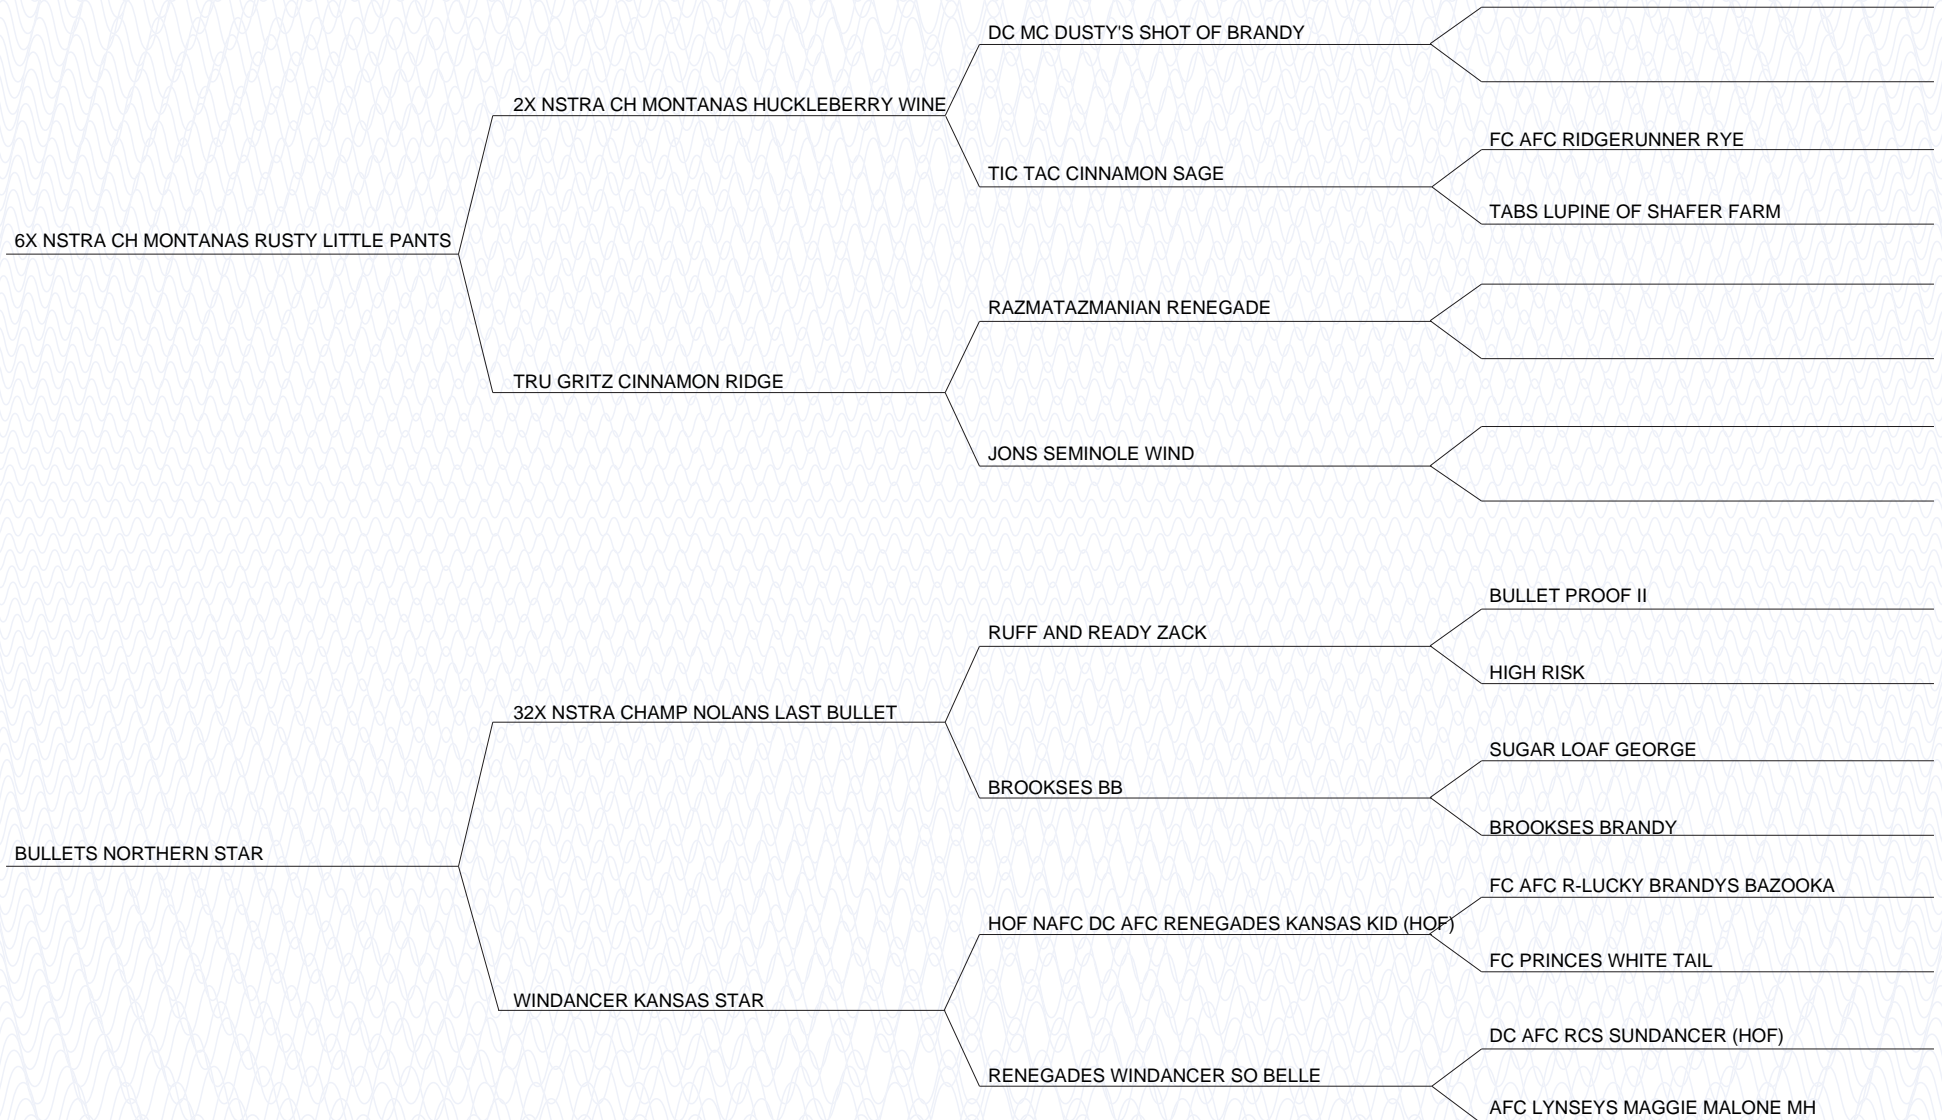 DC MC DUSTY'S SHOT OF BRANDY
2X NSTRA CH MONTANAS HUCKLEBERRY WINE
FC AFC RIDGERUNNER RYE
TIC TAC CINNAMON SAGE
TABS LUPINE OF SHAFER FARM
6X NSTRA CH MONTANAS RUSTY LITTLE PANTS
RAZMATAZMANIAN RENEGADE
TRU GRITZ CINNAMON RIDGE
JONS SEMINOLE WIND
BULLET PROOF II
RUFF AND READY ZACK
HIGH RISK
32X NSTRA CHAMP NOLANS LAST BULLET
SUGAR LOAF GEORGE
BROOKSES BB
BROOKSES BRANDY
BULLETS NORTHERN STAR
FC AFC R-LUCKY BRANDYS BAZOOKA
HOF NAFC DC AFC RENEGADES KANSAS KID (HOF)
FC PRINCES WHITE TAIL
WINDANCER KANSAS STAR
DC AFC RCS SUNDANCER (HOF)
RENEGADES WINDANCER SO BELLE
AFC LYNSEYS MAGGIE MALONE MH